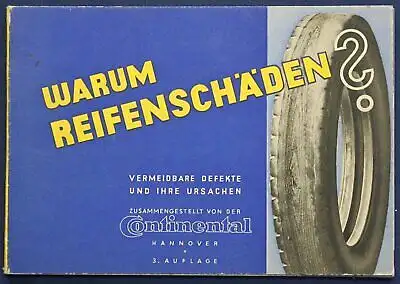 WARUM
REIFENSCHÄDEN?
VERMEIDBARE DEFEKTE
UND IHRE URSACHEN
ZUSAMMENGESTELLT VON DER
Continental
HANNOVER
*
3. AUFLAGE